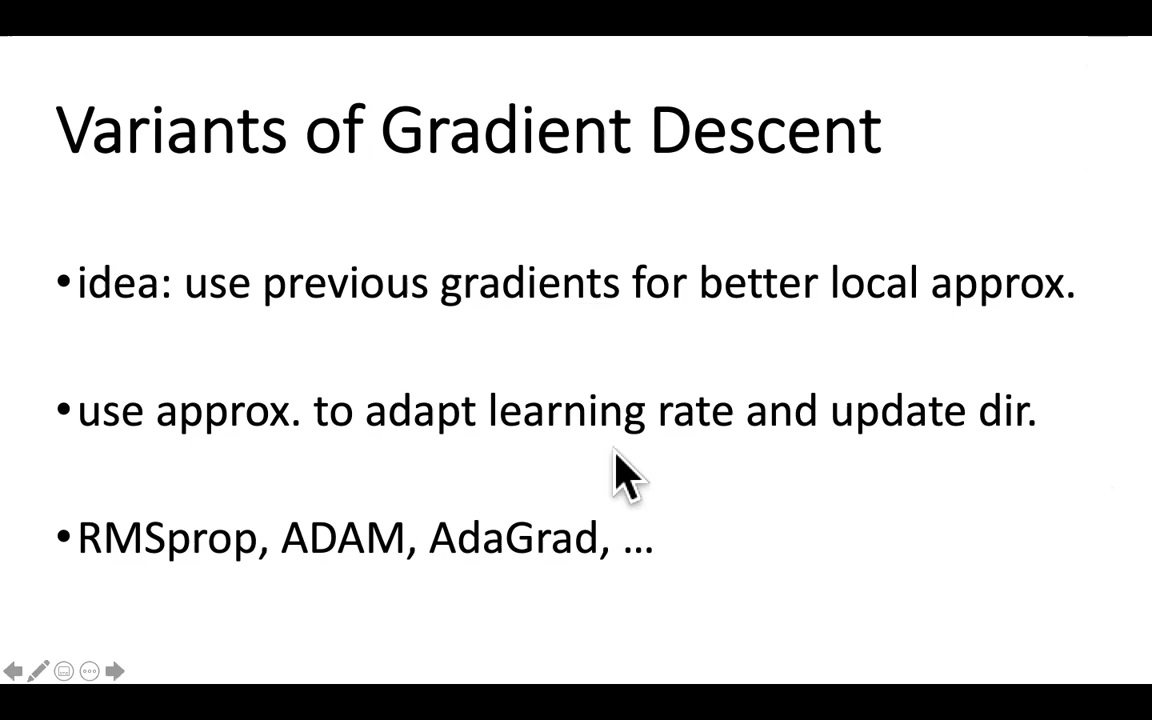 Variants of Gradient Descent
•idea: use previous gradients for better local approx.
•use approx. to adapt learning rate and update dir.
•RMSprop, ADAM, AdaGrad, ...